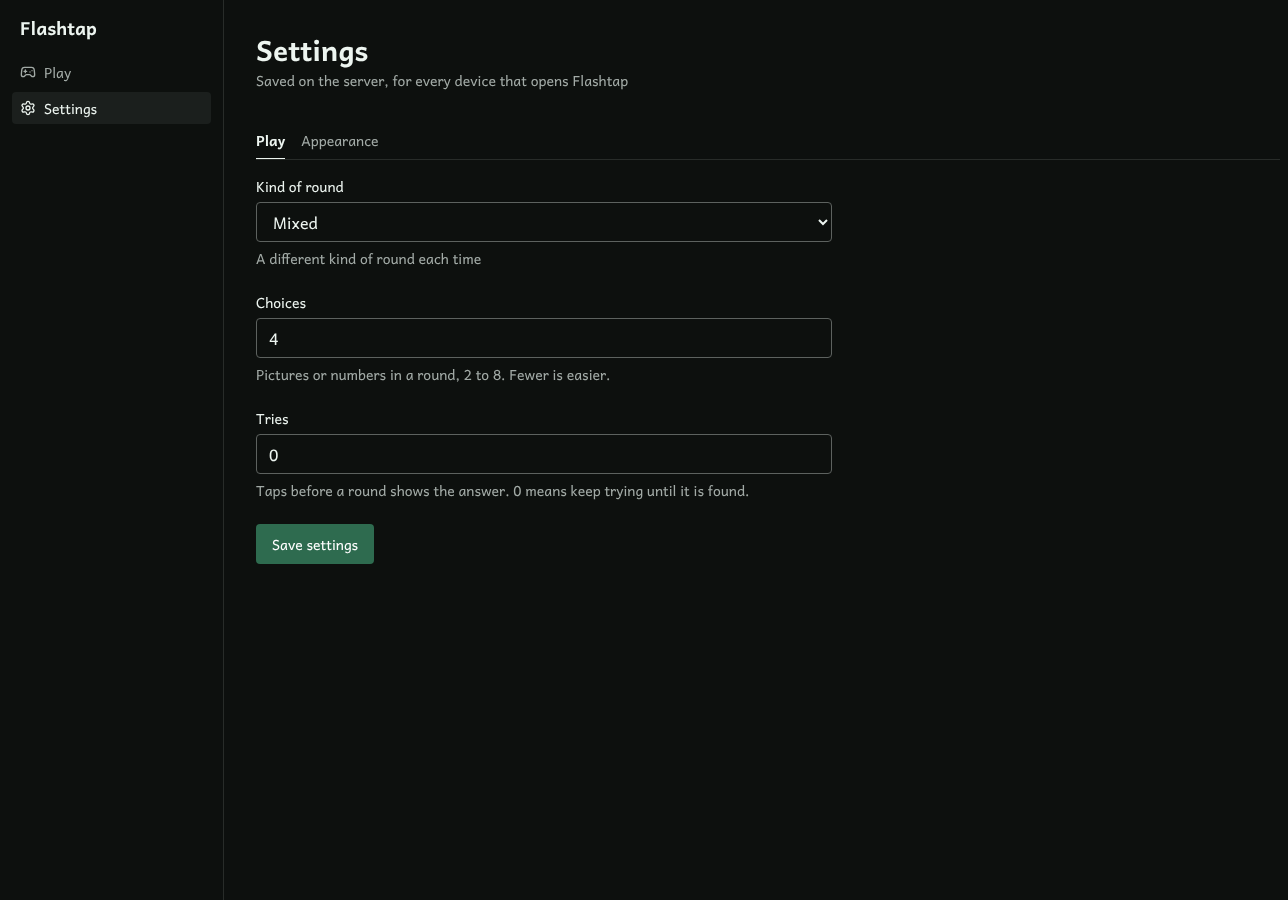 Flashtap
Play
Settings
Settings
Saved on the server, for every device that opens Flashtap
Play
Appearance
Kind of round
Mixed
A different kind of round each time
Choices
4
Pictures or numbers in a round, 2 to 8. Fewer is easier.
Tries
0
Taps before a round shows the answer. 0 means keep trying until it is found.
Save settings